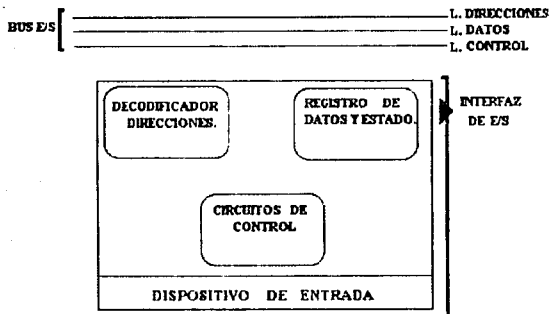 BUS E/S
L. DIRECCIONES
L. DATOS
L. CONTROL
DECODIFICADOR
DIRECCIONES.
REGISTRO DE
DATOS Y ESTADO.
INTERFAZ
DE E/S
CIRCUITOS DE
CONTROL
DISPOSITIVO DE ENTRADA